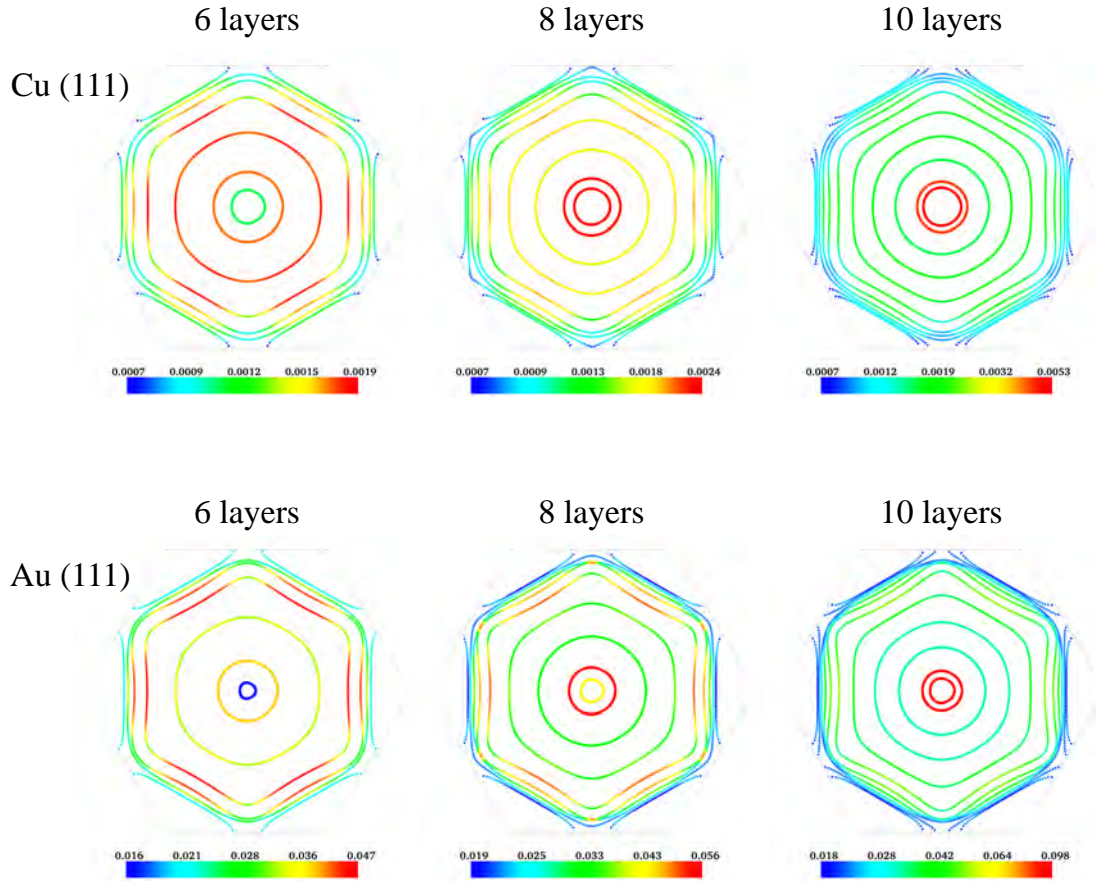 6 layers 8 layers 10 layers
Cu (111)
0.0007 0.0009 0.0012 0.0015 0.0019 0.0007 0.0009 0.0013 0.0018 0.0024 0.0007 0.0012 0.0019 0.0032 0.0053
6 layers 8 layers 10 layers
Au (111)
0.016 0.021 0.028 0.036 0.047 0.019 0.025 0.033 0.043 0.056 0.018 0.028 0.042 0.064 0.098